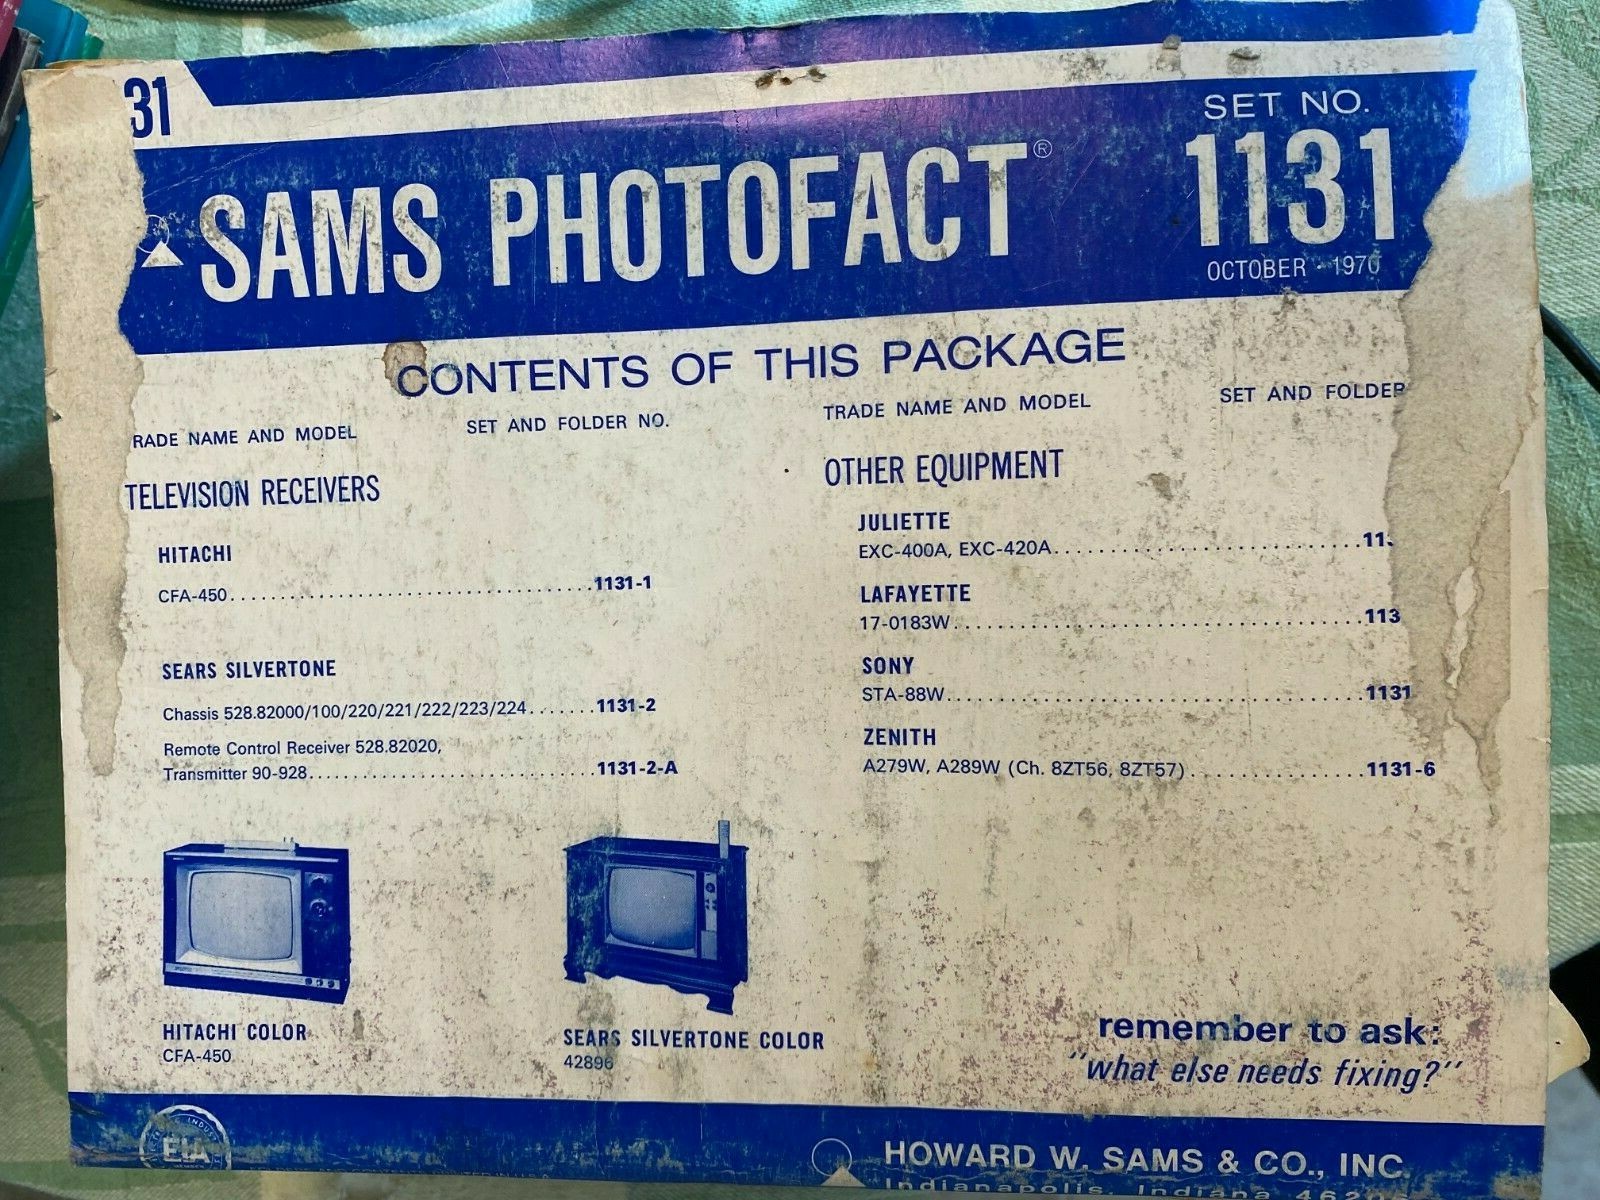 31
SET NO.
1131
SAMS PHOTOFACT®
OCTOBER · 1970
CONTENTS OF THIS PACKAGE
RADE NAME AND MODEL SET AND FOLDER NO.
TELEVISION RECEIVERS
HITACHI
CFA-450 1131-1
SEARS SILVERTONE
Chassis 528.82000/100/220/221/222/223/224 1131-2
Remote Control Receiver 528.82020,
Transmitter 90-928 1131-2-A
TRADE NAME AND MODEL SET AND FOLDER
OTHER EQUIPMENT
JULIETTE
EXC-400A, EXC-420A 11
LAFAYETTE
17-0183W 113
SONY
STA-88W 1131
ZENITH
A279W, A289W (Ch. 8ZT56, 8ZT57) 1131-6
HITACHI COLOR
CFA-450
SEARS SILVERTONE COLOR
42896
remember to ask:
"what else needs fixing?"
EIA
HOWARD W. SAMS & CO., INC.
Indianapolis, Indiana